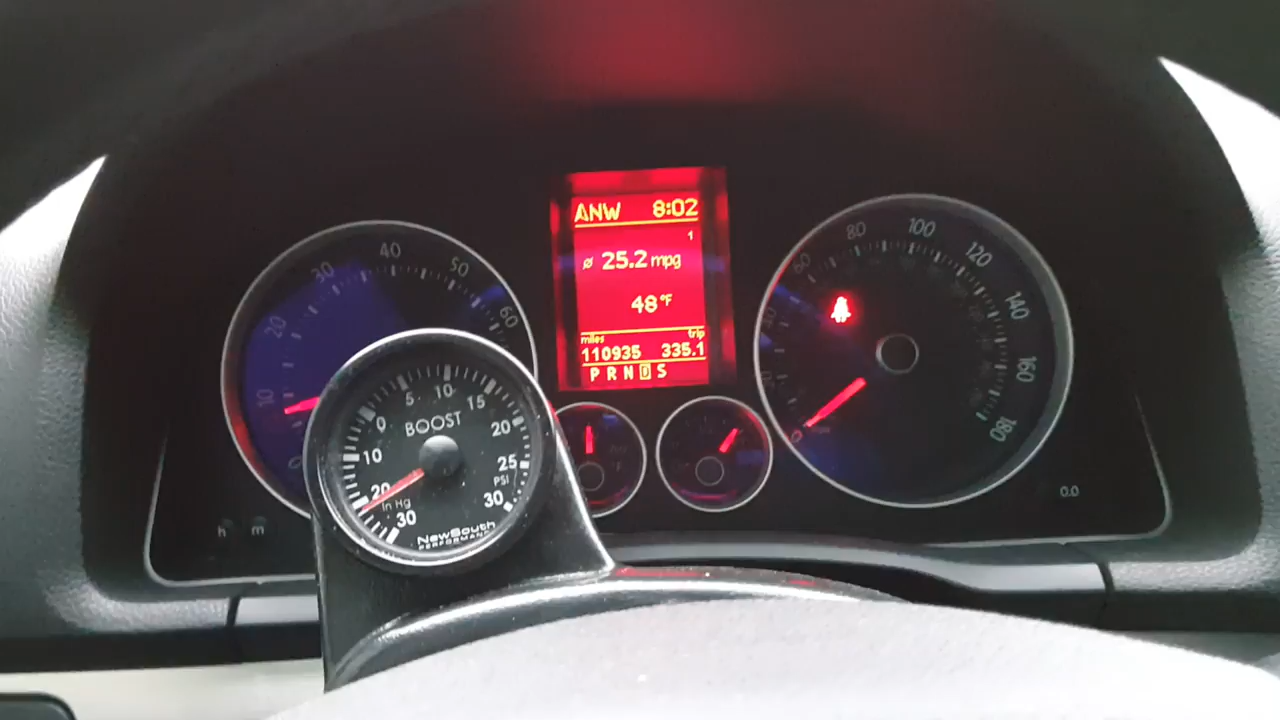 ANW 8:02
1
ø 25.2 mpg
48°F
miles trip
110935 335.1
P R N D S
0 10 20 30 40 50 60
0 60 80 100 120 140 160 180
BOOST
30 20 10 0 5 10 15 20 25 30
In Hg
PSI
NewSouth
PERFORMANCE
h m
0.0